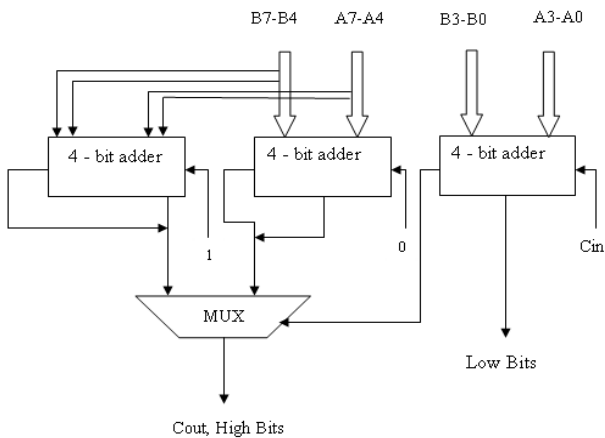 B7-B4 A7-A4 B3-B0 A3-A0
4 - bit adder 4 - bit adder 4 - bit adder
1 0 Cin
MUX
Low Bits
Cout, High Bits